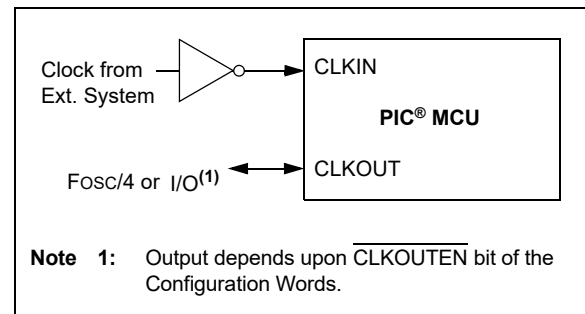 Clock from
Ext. System
CLKIN
PIC® MCU
FOSC/4 or I/O(1)
CLKOUT
Note 1: Output depends upon CLKOUTEN bit of the
Configuration Words.